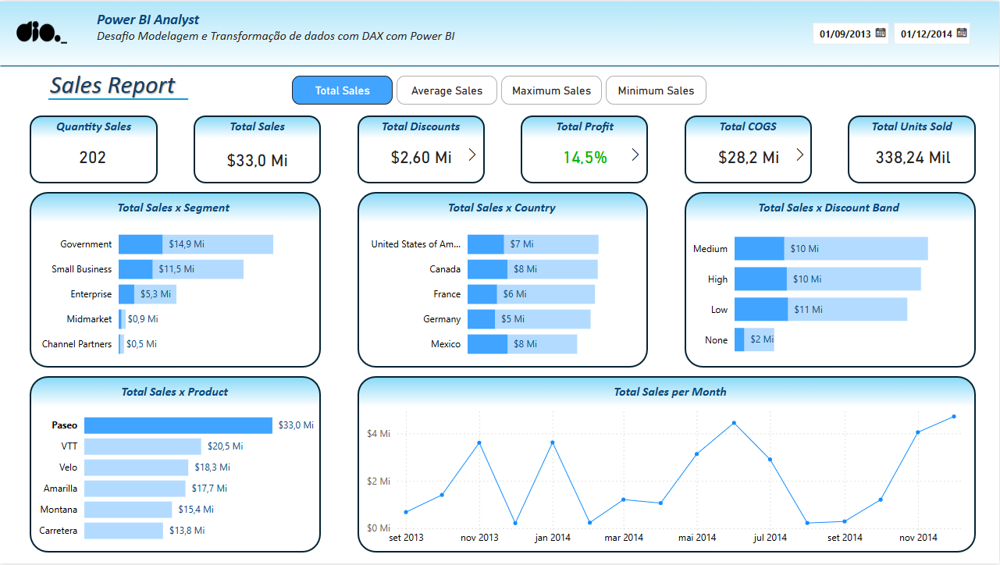 dio._
Power BI Analyst
Desafio Modelagem e Transformação de dados com DAX com Power BI
01/09/2013
01/12/2014
Sales Report
Total Sales
Average Sales
Maximum Sales
Minimum Sales
Quantity Sales
202
Total Sales
$33,0 Mi
Total Discounts
$2,60 Mi
Total Profit
14,5%
Total COGS
$28,2 Mi
Total Units Sold
338,24 Mil
Total Sales x Segment
Government $14,9 Mi
Small Business $11,5 Mi
Enterprise $5,3 Mi
Midmarket $0,9 Mi
Channel Partners $0,5 Mi
Total Sales x Country
United States of Am... $7 Mi
Canada $8 Mi
France $6 Mi
Germany $5 Mi
Mexico $8 Mi
Total Sales x Discount Band
Medium $10 Mi
High $10 Mi
Low $11 Mi
None $2 Mi
Total Sales x Product
Paseo $33,0 Mi
VTT $20,5 Mi
Velo $18,3 Mi
Amarilla $17,7 Mi
Montana $15,4 Mi
Carretera $13,8 Mi
Total Sales per Month
$4 Mi
$2 Mi
$0 Mi
set 2013 nov 2013 jan 2014 mar 2014 mai 2014 jul 2014 set 2014 nov 2014